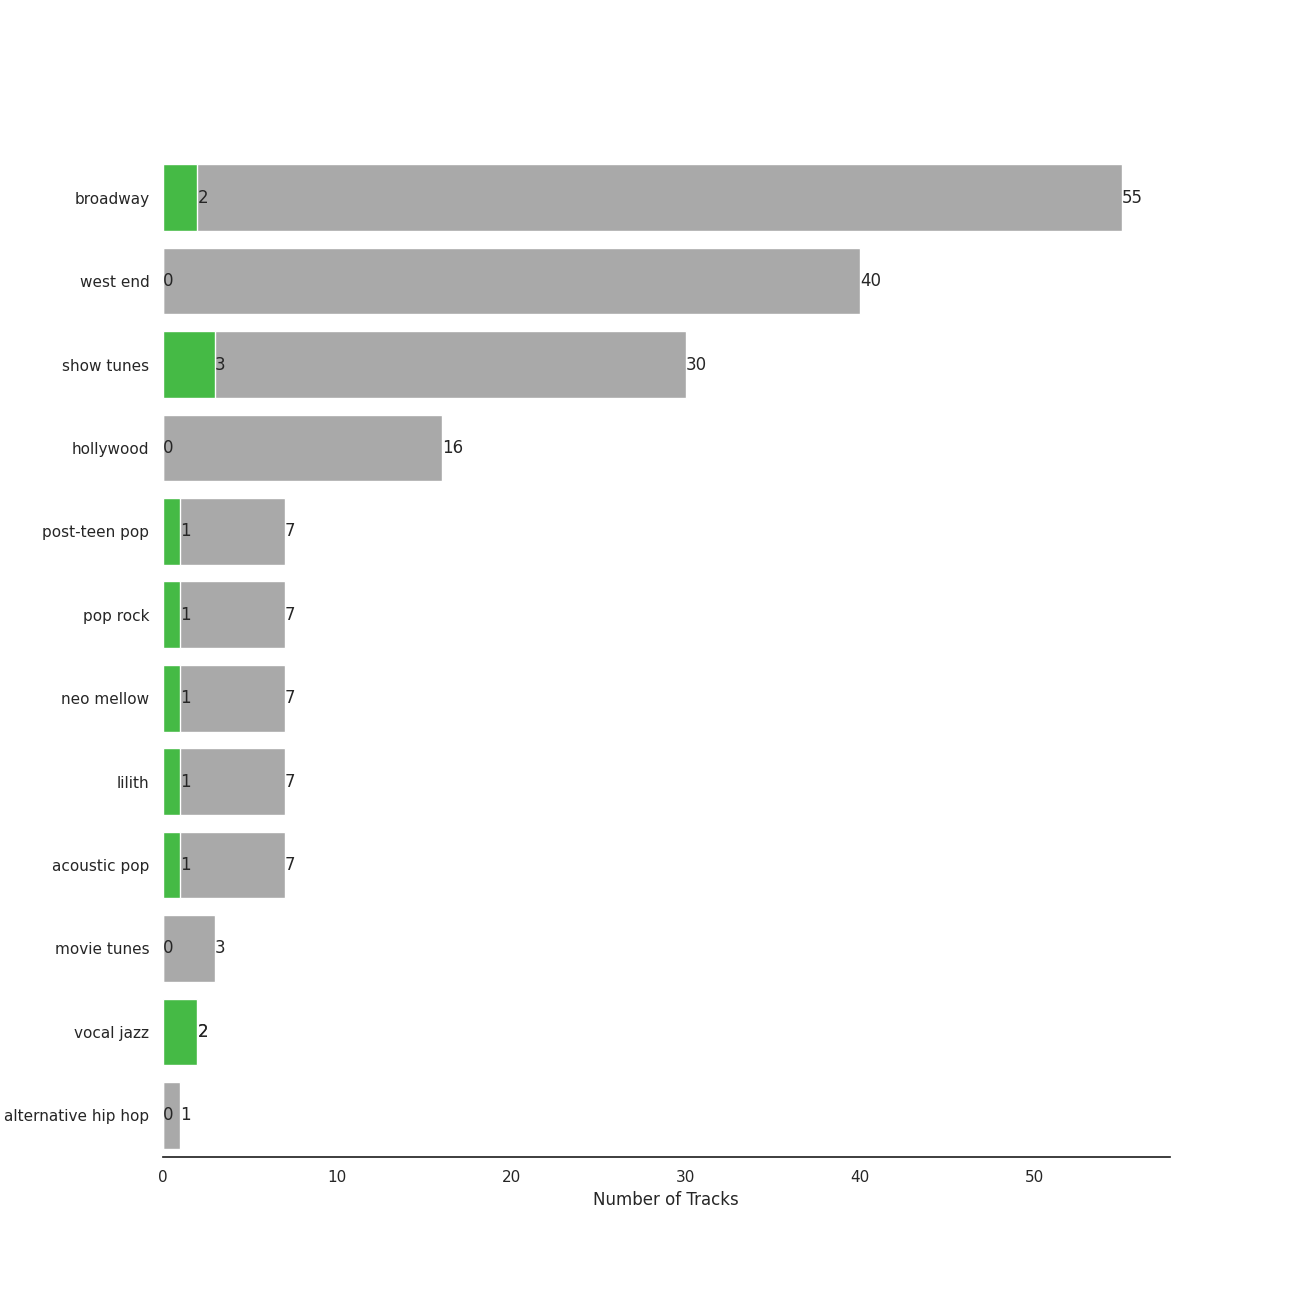 broadway 2 55
west end 0 40
show tunes 3 30
hollywood 0 16
post-teen pop 1 7
pop rock 1 7
neo mellow 1 7
lilith 1 7
acoustic pop 1 7
movie tunes 0 3
vocal jazz 2
alternative hip hop 0 1
0 10 20 30 40 50
Number of Tracks